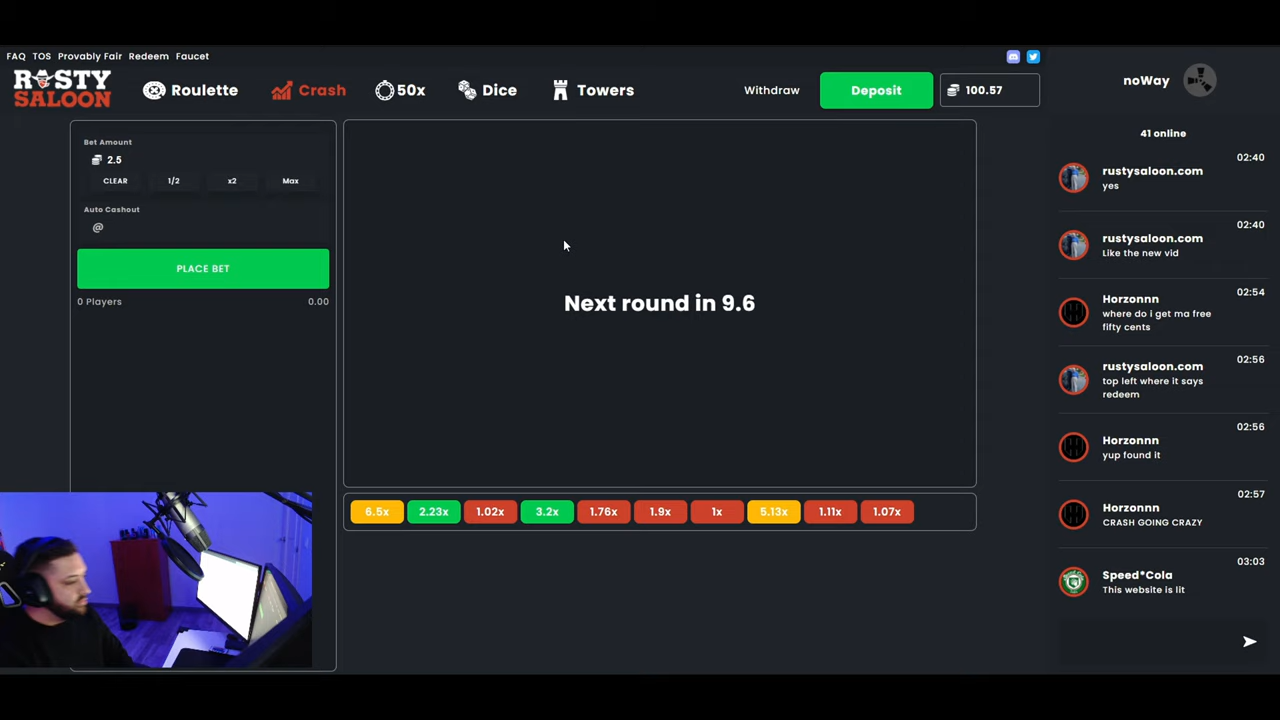 FAQ TOS Provably Fair Redeem Faucet
RUSTY
SALOON
Roulette Crash 50x Dice Towers
Withdraw Deposit 100.57
noWay
41 online
Bet Amount
2.5
CLEAR 1/2 x2 Max
Auto Cashout
@
PLACE BET
0 Players 0.00
Next round in 9.6
6.5x 2.23x 1.02x 3.2x 1.76x 1.9x 1x 5.13x 1.11x 1.07x
02:40
rustysaloon.com
yes
02:40
rustysaloon.com
Like the new vid
02:54
Horzonnn
where do i get ma free
fifty cents
02:56
rustysaloon.com
top left where it says
redeem
02:56
Horzonnn
yup found it
02:57
Horzonnn
CRASH GOING CRAZY
03:03
Speed*Cola
This website is lit